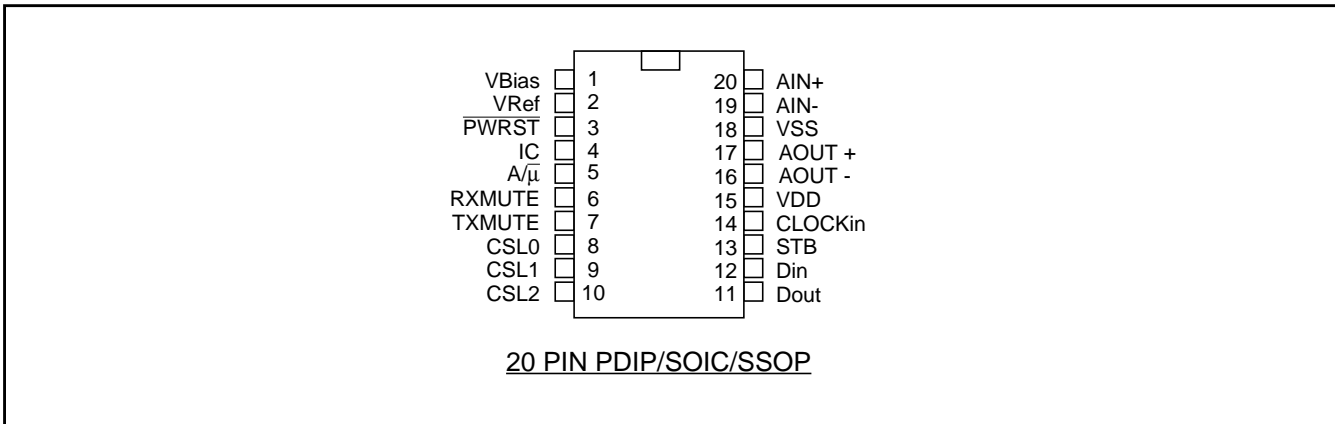 VBias 1 20 AIN+
VRef 2 19 AIN-
P̅W̅R̅S̅T̅ 3 18 VSS
IC 4 17 AOUT +
A/μ̅ 5 16 AOUT -
RXMUTE 6 15 VDD
TXMUTE 7 14 CLOCKin
CSL0 8 13 STB
CSL1 9 12 Din
CSL2 10 11 Dout
20 PIN PDIP/SOIC/SSOP